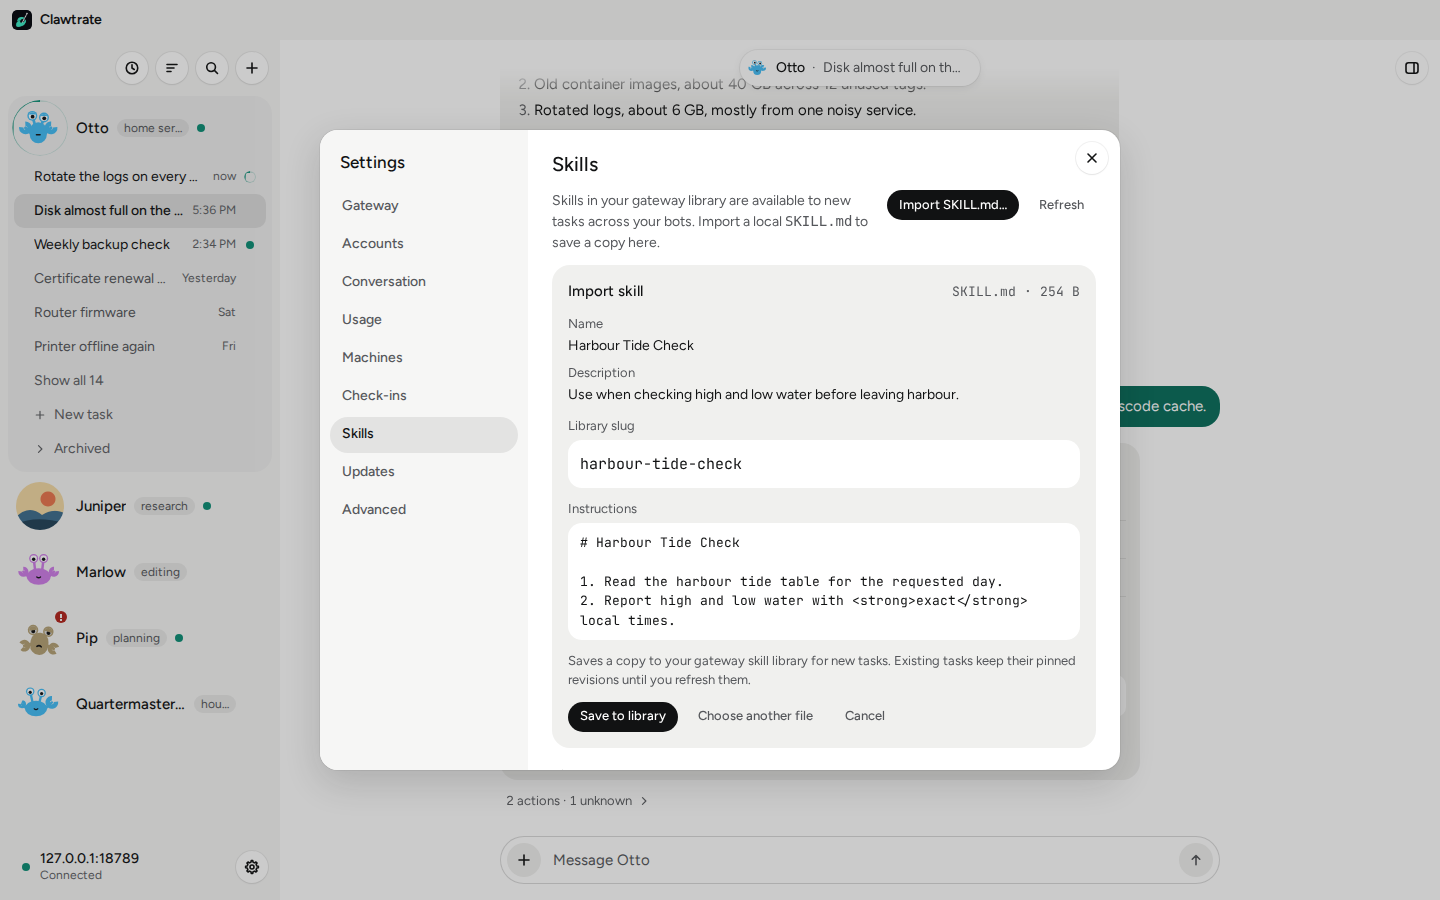 Clawtrate
Otto
home ser...
Rotate the logs on every ...
now
Disk almost full on the ...
5:36 PM
Weekly backup check
2:34 PM
Certificate renewal ...
Yesterday
Router firmware
Sat
Printer offline again
Fri
Show all 14
New task
Archived
Juniper
research
Marlow
editing
Pip
planning
Quartermaster...
hou...
127.0.0.1:18789
Connected
Otto · Disk almost full on th...
2. Old container images, about 40 GB across 12 unused tags.
3. Rotated logs, about 6 GB, mostly from one noisy service.
scode cache.
Settings
Gateway
Accounts
Conversation
Usage
Machines
Check-ins
Skills
Updates
Advanced
Skills
Skills in your gateway library are available to new
tasks across your bots. Import a local SKILL.md to
save a copy here.
Import SKILL.md...
Refresh
Import skill
SKILL.md · 254 B
Name
Harbour Tide Check
Description
Use when checking high and low water before leaving harbour.
Library slug
harbour-tide-check
Instructions
# Harbour Tide Check
1. Read the harbour tide table for the requested day.
2. Report high and low water with <strong>exact</strong>
local times.
Saves a copy to your gateway skill library for new tasks. Existing tasks keep their pinned
revisions until you refresh them.
Save to library
Choose another file
Cancel
2 actions · 1 unknown
Message Otto